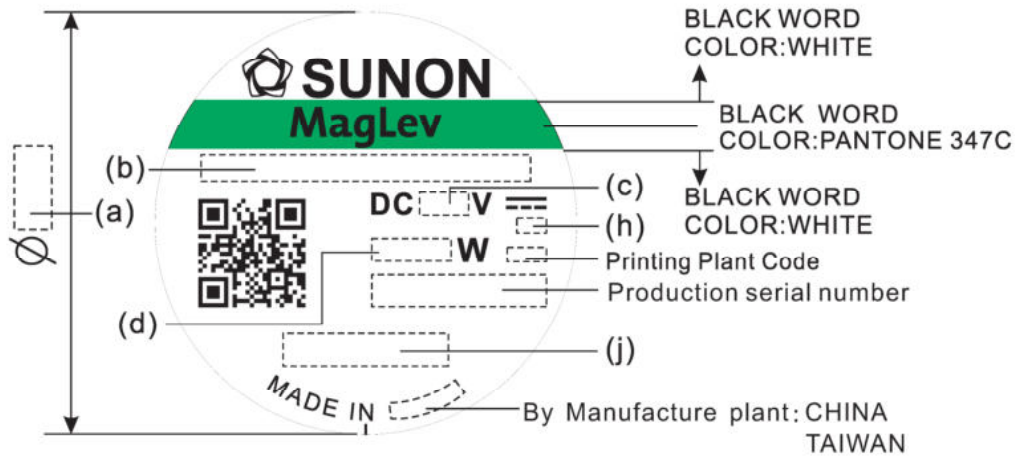 BLACK WORD
COLOR:WHITE
SUNON
MagLev
BLACK WORD
COLOR:PANTONE 347C
(b)
(c)
(a)
DC V
BLACK WORD
COLOR:WHITE
(h)
Ø
W
Printing Plant Code
Production serial number
(d)
(j)
MADE IN
By Manufacture plant: CHINA
TAIWAN